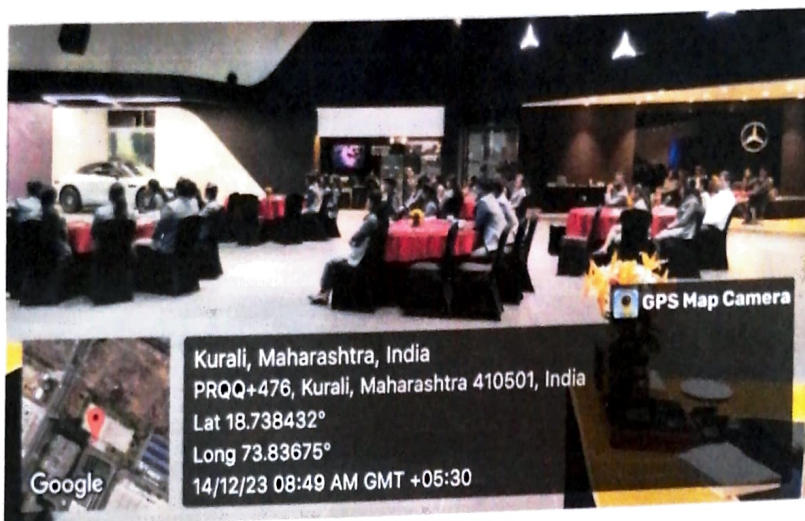 GPS Map Camera
Kurali, Maharashtra, India
PRQQ+476, Kurali, Maharashtra 410501, India
Lat 18.738432°
Long 73.83675°
14/12/23 08:49 AM GMT +05:30
Google